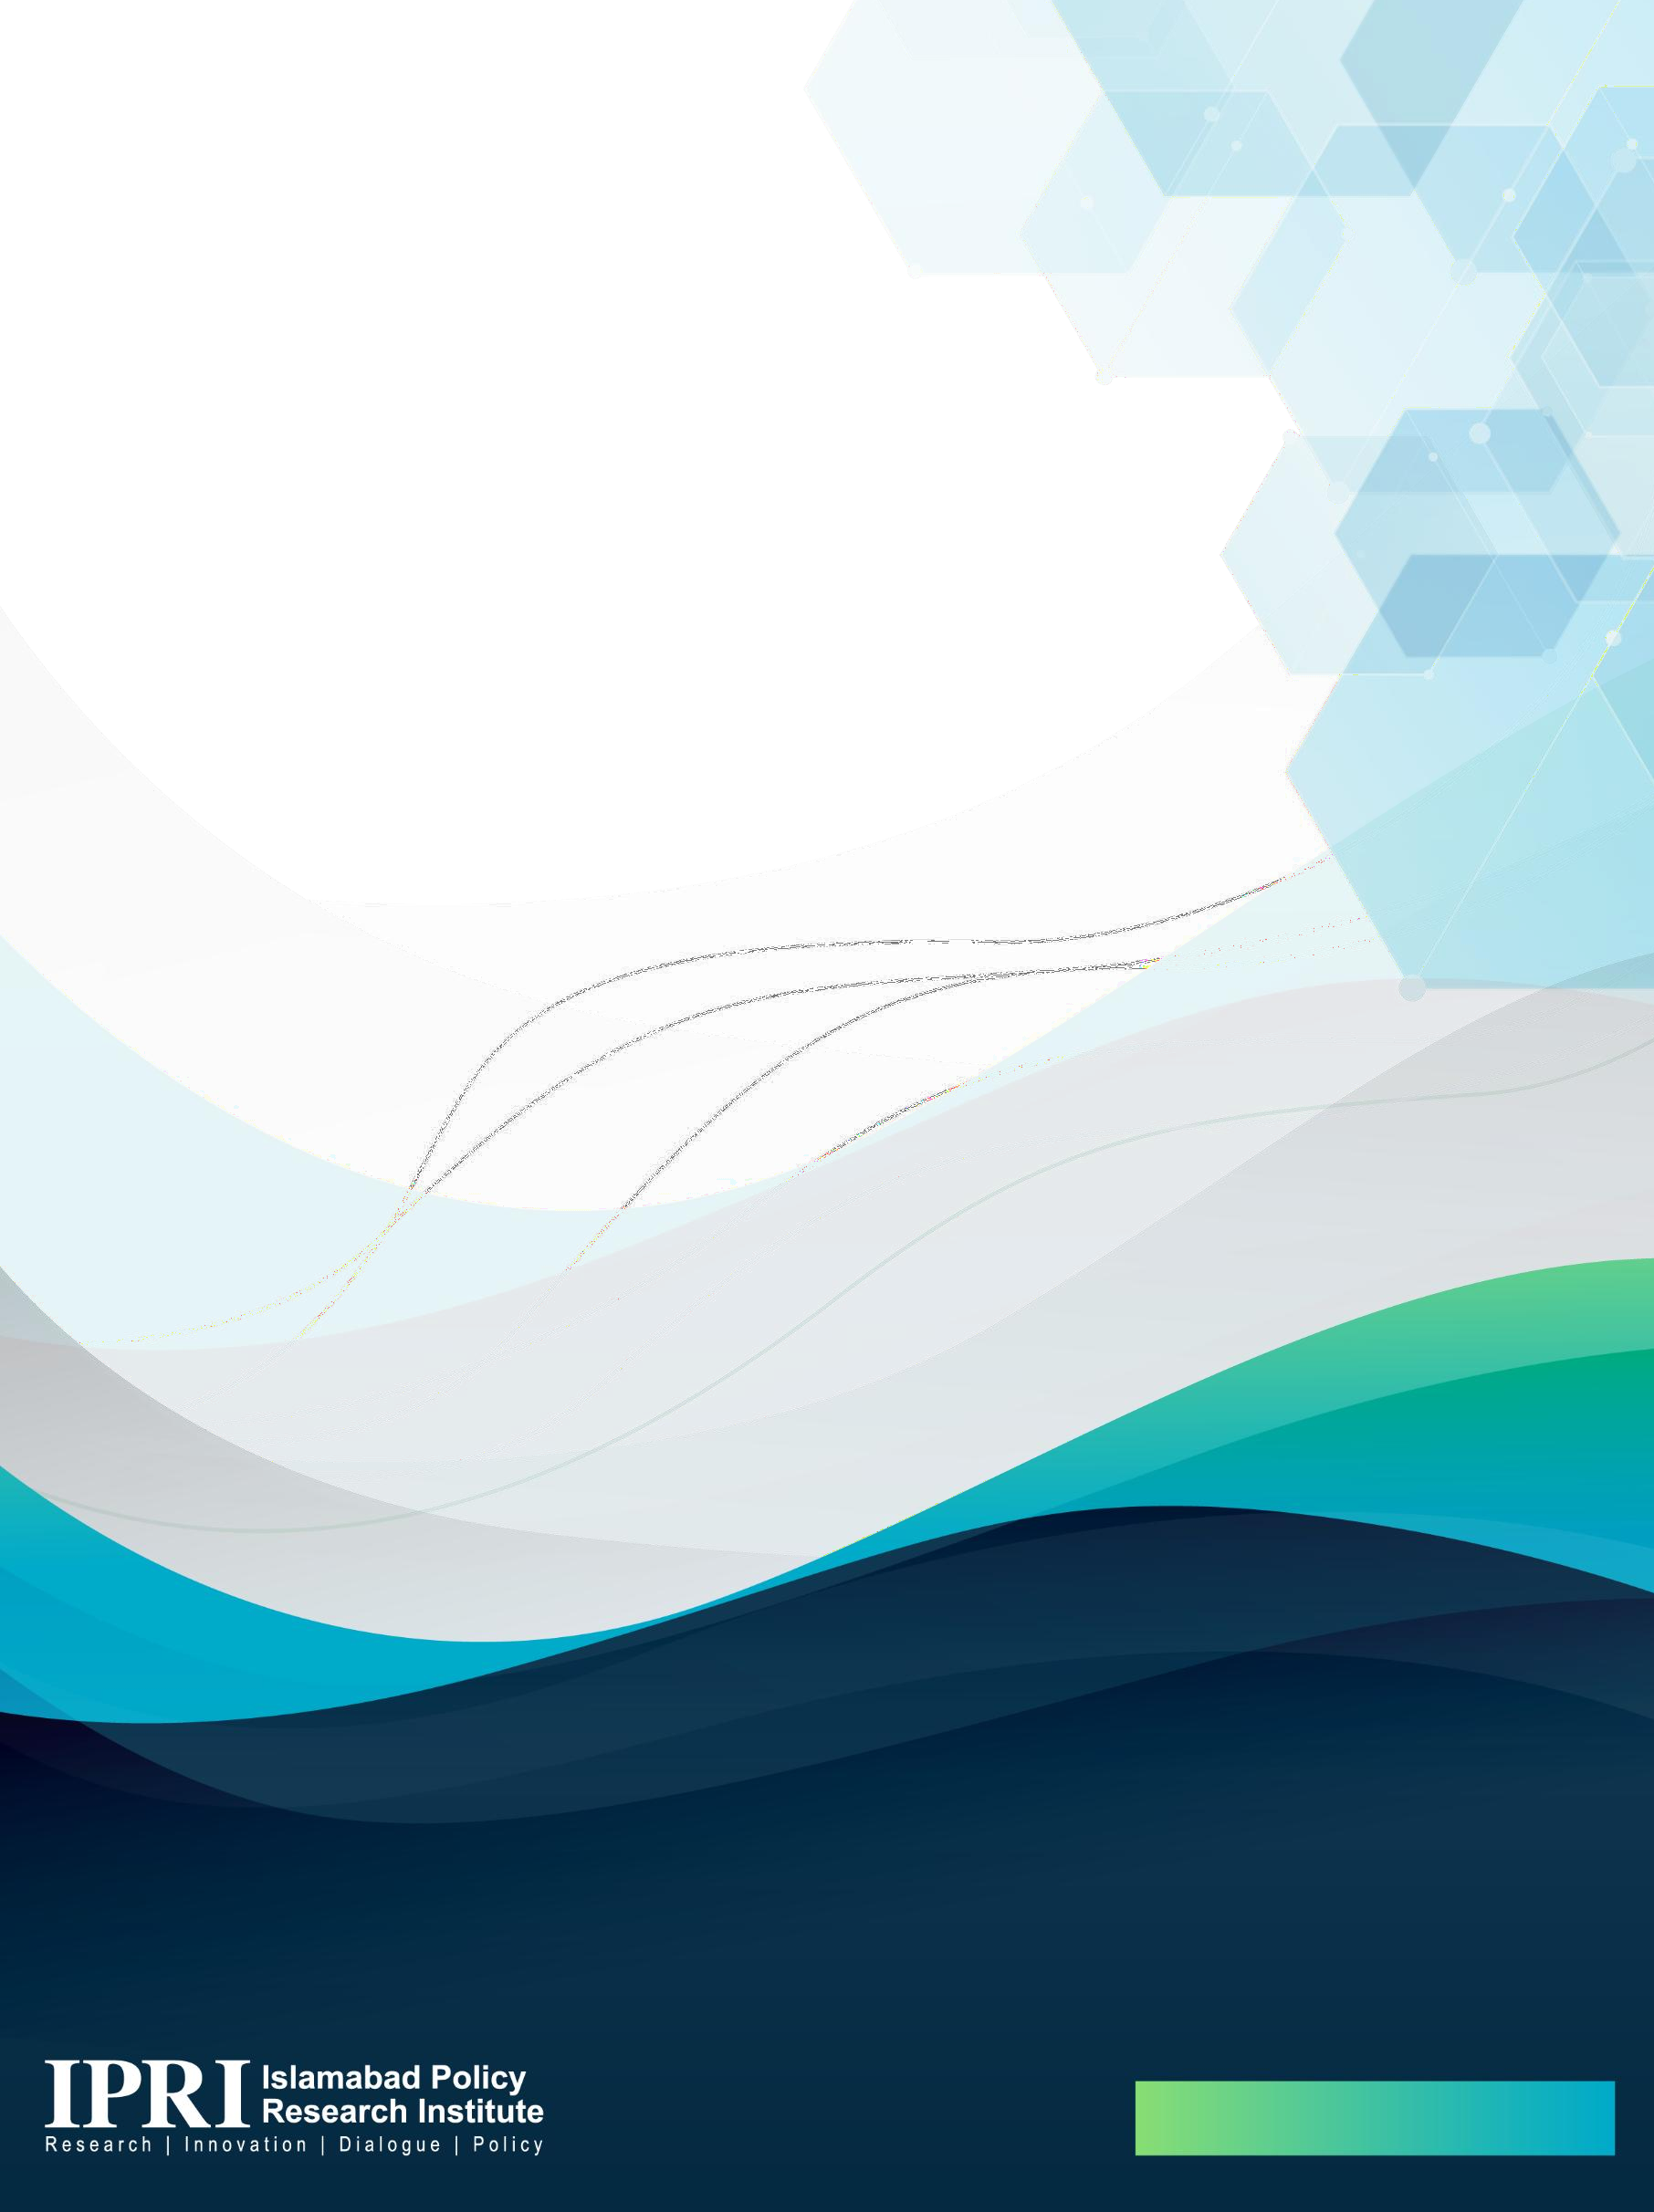 IPRI
Islamabad Policy
Research Institute
Research | Innovation | Dialogue | Policy